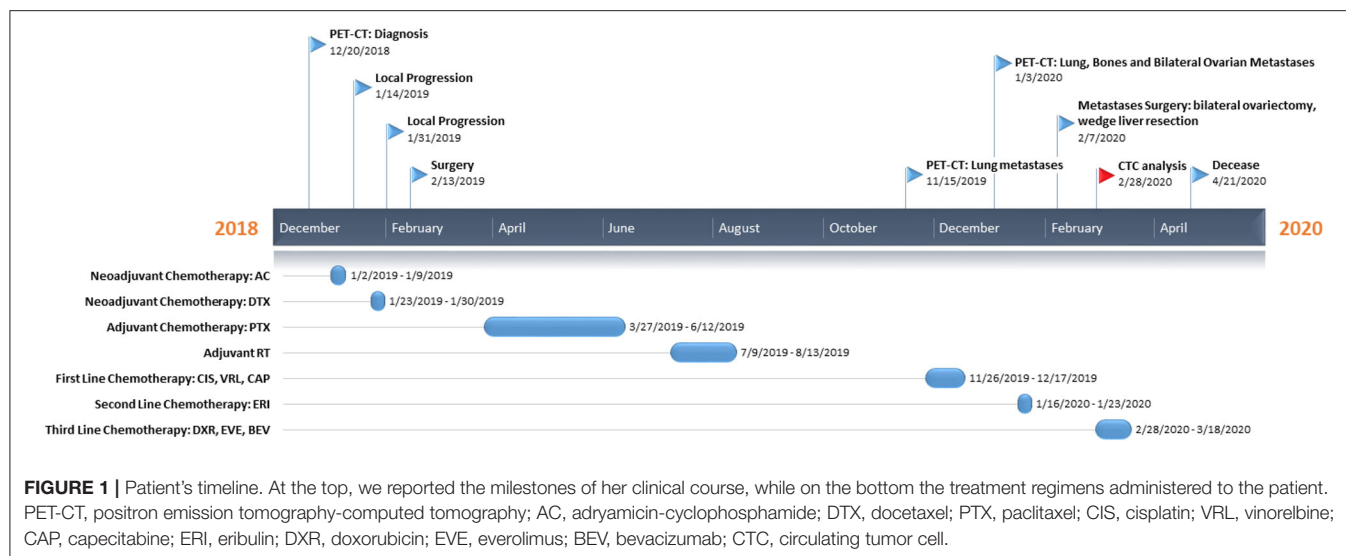 PET-CT: Diagnosis
12/20/2018
Local Progression
1/14/2019
Local Progression
1/31/2019
Surgery
2/13/2019
PET-CT: Lung metastases
11/15/2019
PET-CT: Lung, Bones and Bilateral Ovarian Metastases
1/3/2020
Metastases Surgery: bilateral ovariectomy,
wedge liver resection
2/7/2020
CTC analysis
2/28/2020
Decease
4/21/2020
2018
December
February
April
June
August
October
December
February
April
2020
Neoadjuvant Chemotherapy: AC
1/2/2019 - 1/9/2019
Neoadjuvant Chemotherapy: DTX
1/23/2019 - 1/30/2019
Adjuvant Chemotherapy: PTX
3/27/2019 - 6/12/2019
Adjuvant RT
7/9/2019 - 8/13/2019
First Line Chemotherapy: CIS, VRL, CAP
11/26/2019 - 12/17/2019
Second Line Chemotherapy: ERI
1/16/2020 - 1/23/2020
Third Line Chemotherapy: DXR, EVE, BEV
2/28/2020 - 3/18/2020
FIGURE 1 | Patient's timeline. At the top, we reported the milestones of her clinical course, while on the bottom the treatment regimens administered to the patient.
PET-CT, positron emission tomography-computed tomography; AC, adryamicin-cyclophosphamide; DTX, docetaxel; PTX, paclitaxel; CIS, cisplatin; VRL, vinorelbine;
CAP, capecitabine; ERI, eribulin; DXR, doxorubicin; EVE, everolimus; BEV, bevacizumab; CTC, circulating tumor cell.